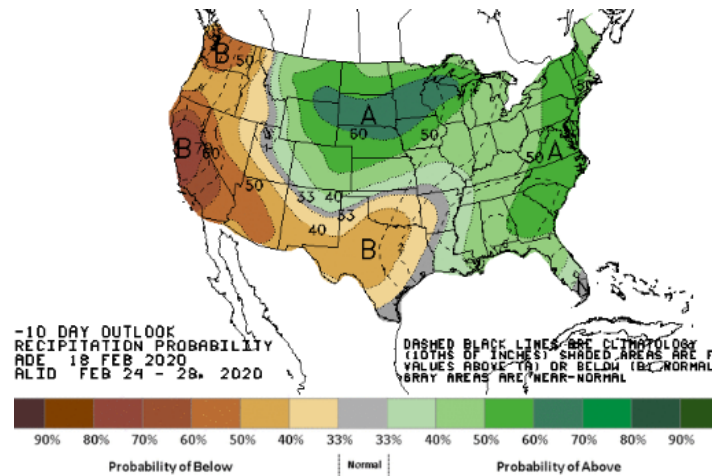 B
50
A
60
50
B
70
60
50
A
50
50
33
40
33
40
B
N
-10 DAY OUTLOOK
RECIPITATION PROBABILITY
ADE 18 FEB 2020
ALID FEB 24 - 28, 2020
DASHED BLACK LINES ARE CLIMATOLOGY
(10THS OF INCHES) SHADED AREAS ARE F
VALUES ABOVE (A) OR BELOW (B) NORMAL
GRAY AREAS ARE NEAR-NORMAL
90% 80% 70% 60% 50% 40% 33% 33% 40% 50% 60% 70% 80% 90%
Probability of Below Normal Probability of Above